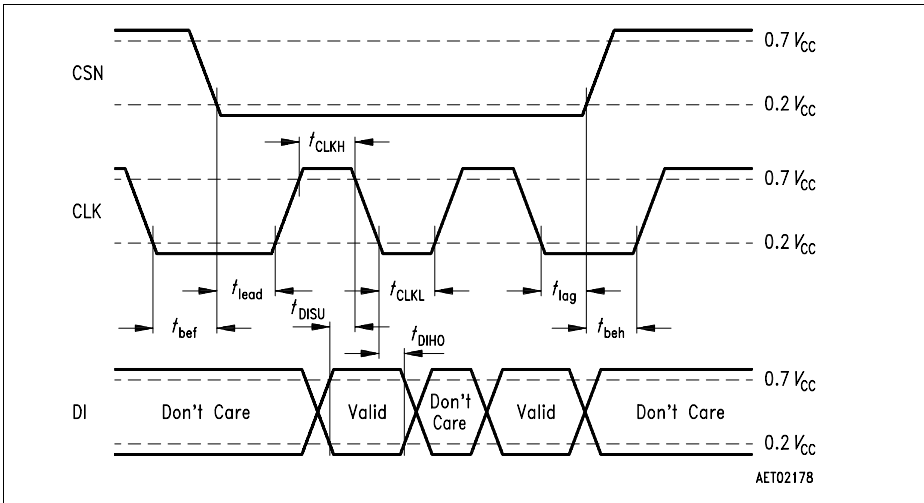 0.7 VCC
CSN
0.2 VCC
tCLKH
0.7 VCC
CLK
0.2 VCC
tlead
tCLKL
tlag
tDISU
tbef
tbeh
tDIHO
0.7 VCC
DI
Don't Care
Valid
Don't
Care
Valid
Don't Care
0.2 VCC
AET02178